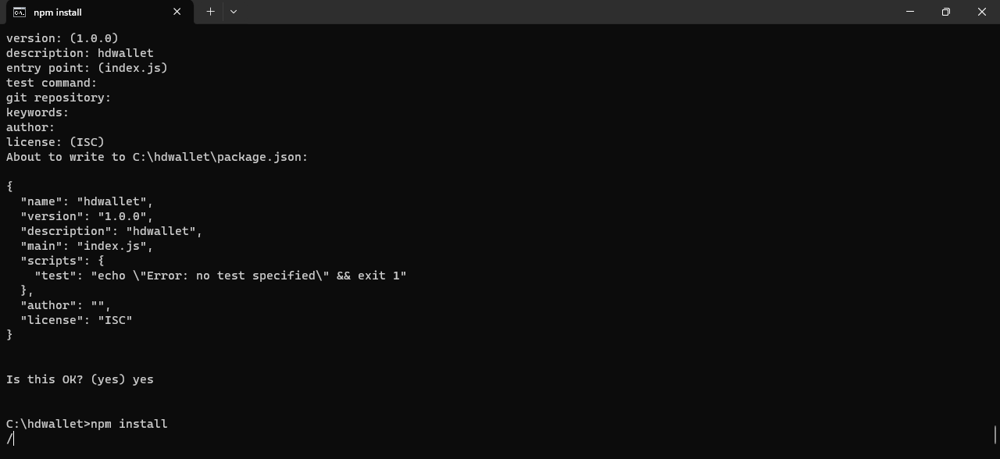 npm install
version: (1.0.0)
description: hdwallet
entry point: (index.js)
test command:
git repository:
keywords:
author:
license: (ISC)
About to write to C:\hdwallet\package.json:
{
  "name": "hdwallet",
  "version": "1.0.0",
  "description": "hdwallet",
  "main": "index.js",
  "scripts": {
    "test": "echo \"Error: no test specified\" && exit 1"
  },
  "author": "",
  "license": "ISC"
}
Is this OK? (yes) yes
C:\hdwallet>npm install
/